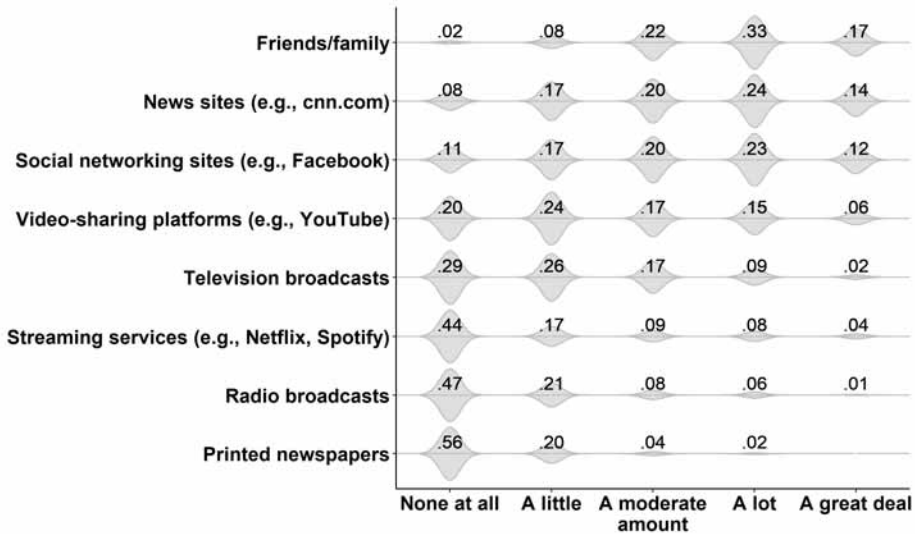 Friends/family .02 .08 .22 .33 .17
News sites (e.g., cnn.com) .08 .17 .20 .24 .14
Social networking sites (e.g., Facebook) .11 .17 .20 .23 .12
Video-sharing platforms (e.g., YouTube) .20 .24 .17 .15 .06
Television broadcasts .29 .26 .17 .09 .02
Streaming services (e.g., Netflix, Spotify) .44 .17 .09 .08 .04
Radio broadcasts .47 .21 .08 .06 .01
Printed newspapers .56 .20 .04 .02
None at all A little A moderate A lot A great deal
amount